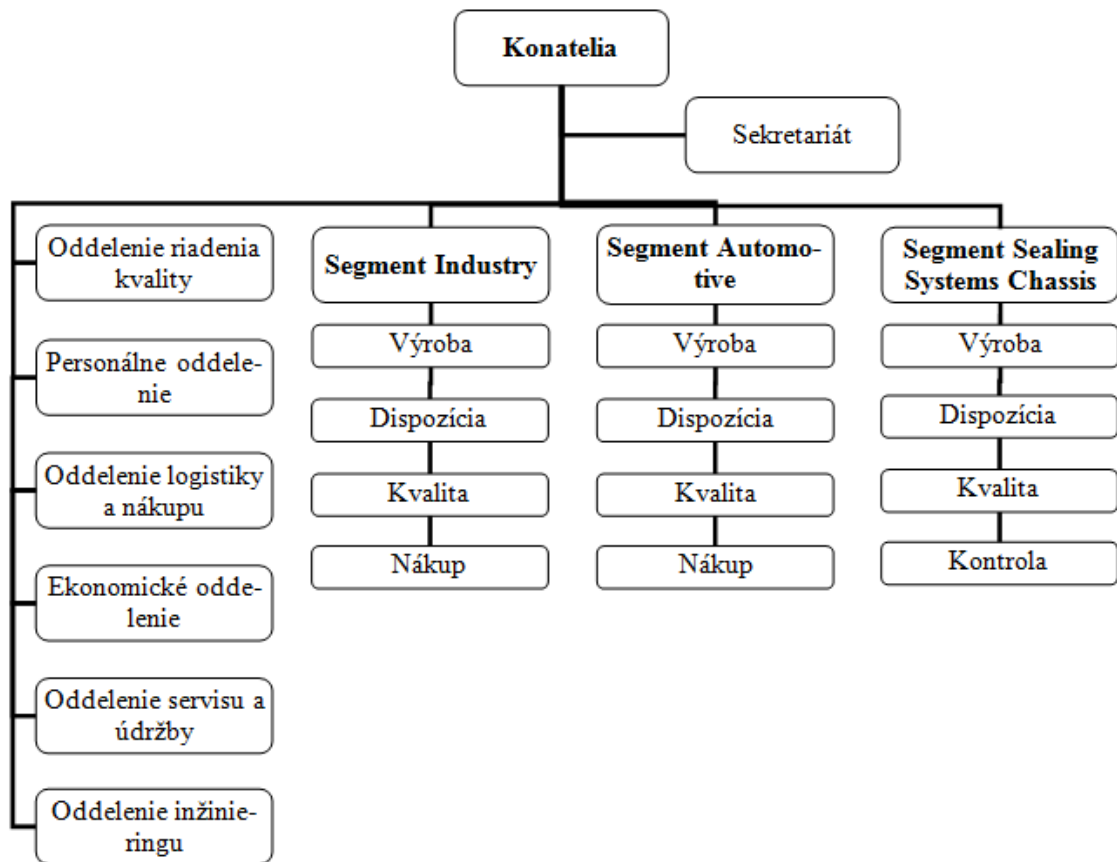 Konatelia
Sekretariát
Oddelenie riadenia
kvality
Personálne oddele-
nie
Oddelenie logistiky
a nákupu
Ekonomické odde-
lenie
Oddelenie servisu a
údržby
Oddelenie inžinie-
ringu
Segment Industry
Výroba
Dispozícia
Kvalita
Nákup
Segment Automo-
tive
Výroba
Dispozícia
Kvalita
Nákup
Segment Sealing
Systems Chassis
Výroba
Dispozícia
Kvalita
Kontrola